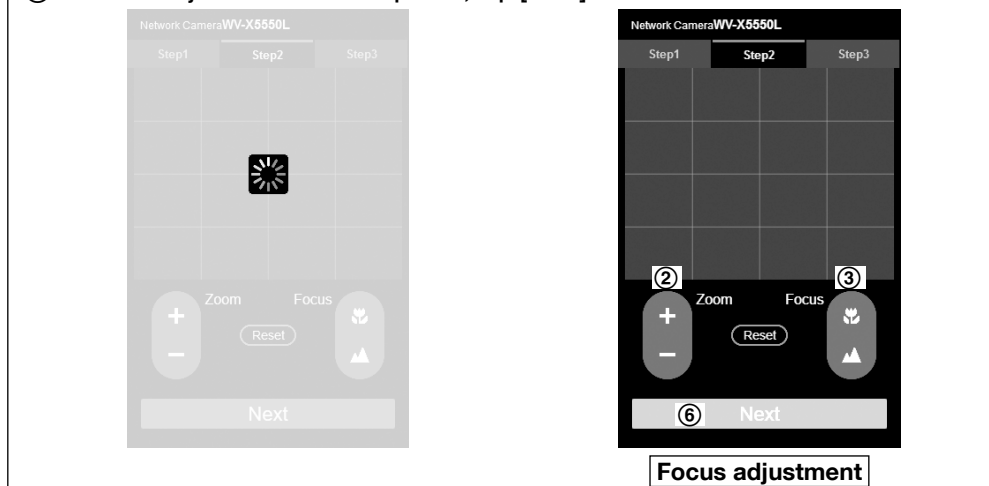 Network CameraWV-X5550L
Step1 Step2 Step3
Zoom Focus
Reset
Next
Network CameraWV-X5550L
Step1 Step2 Step3
② ③
Zoom Focus
Reset
⑥ Next
Focus adjustment